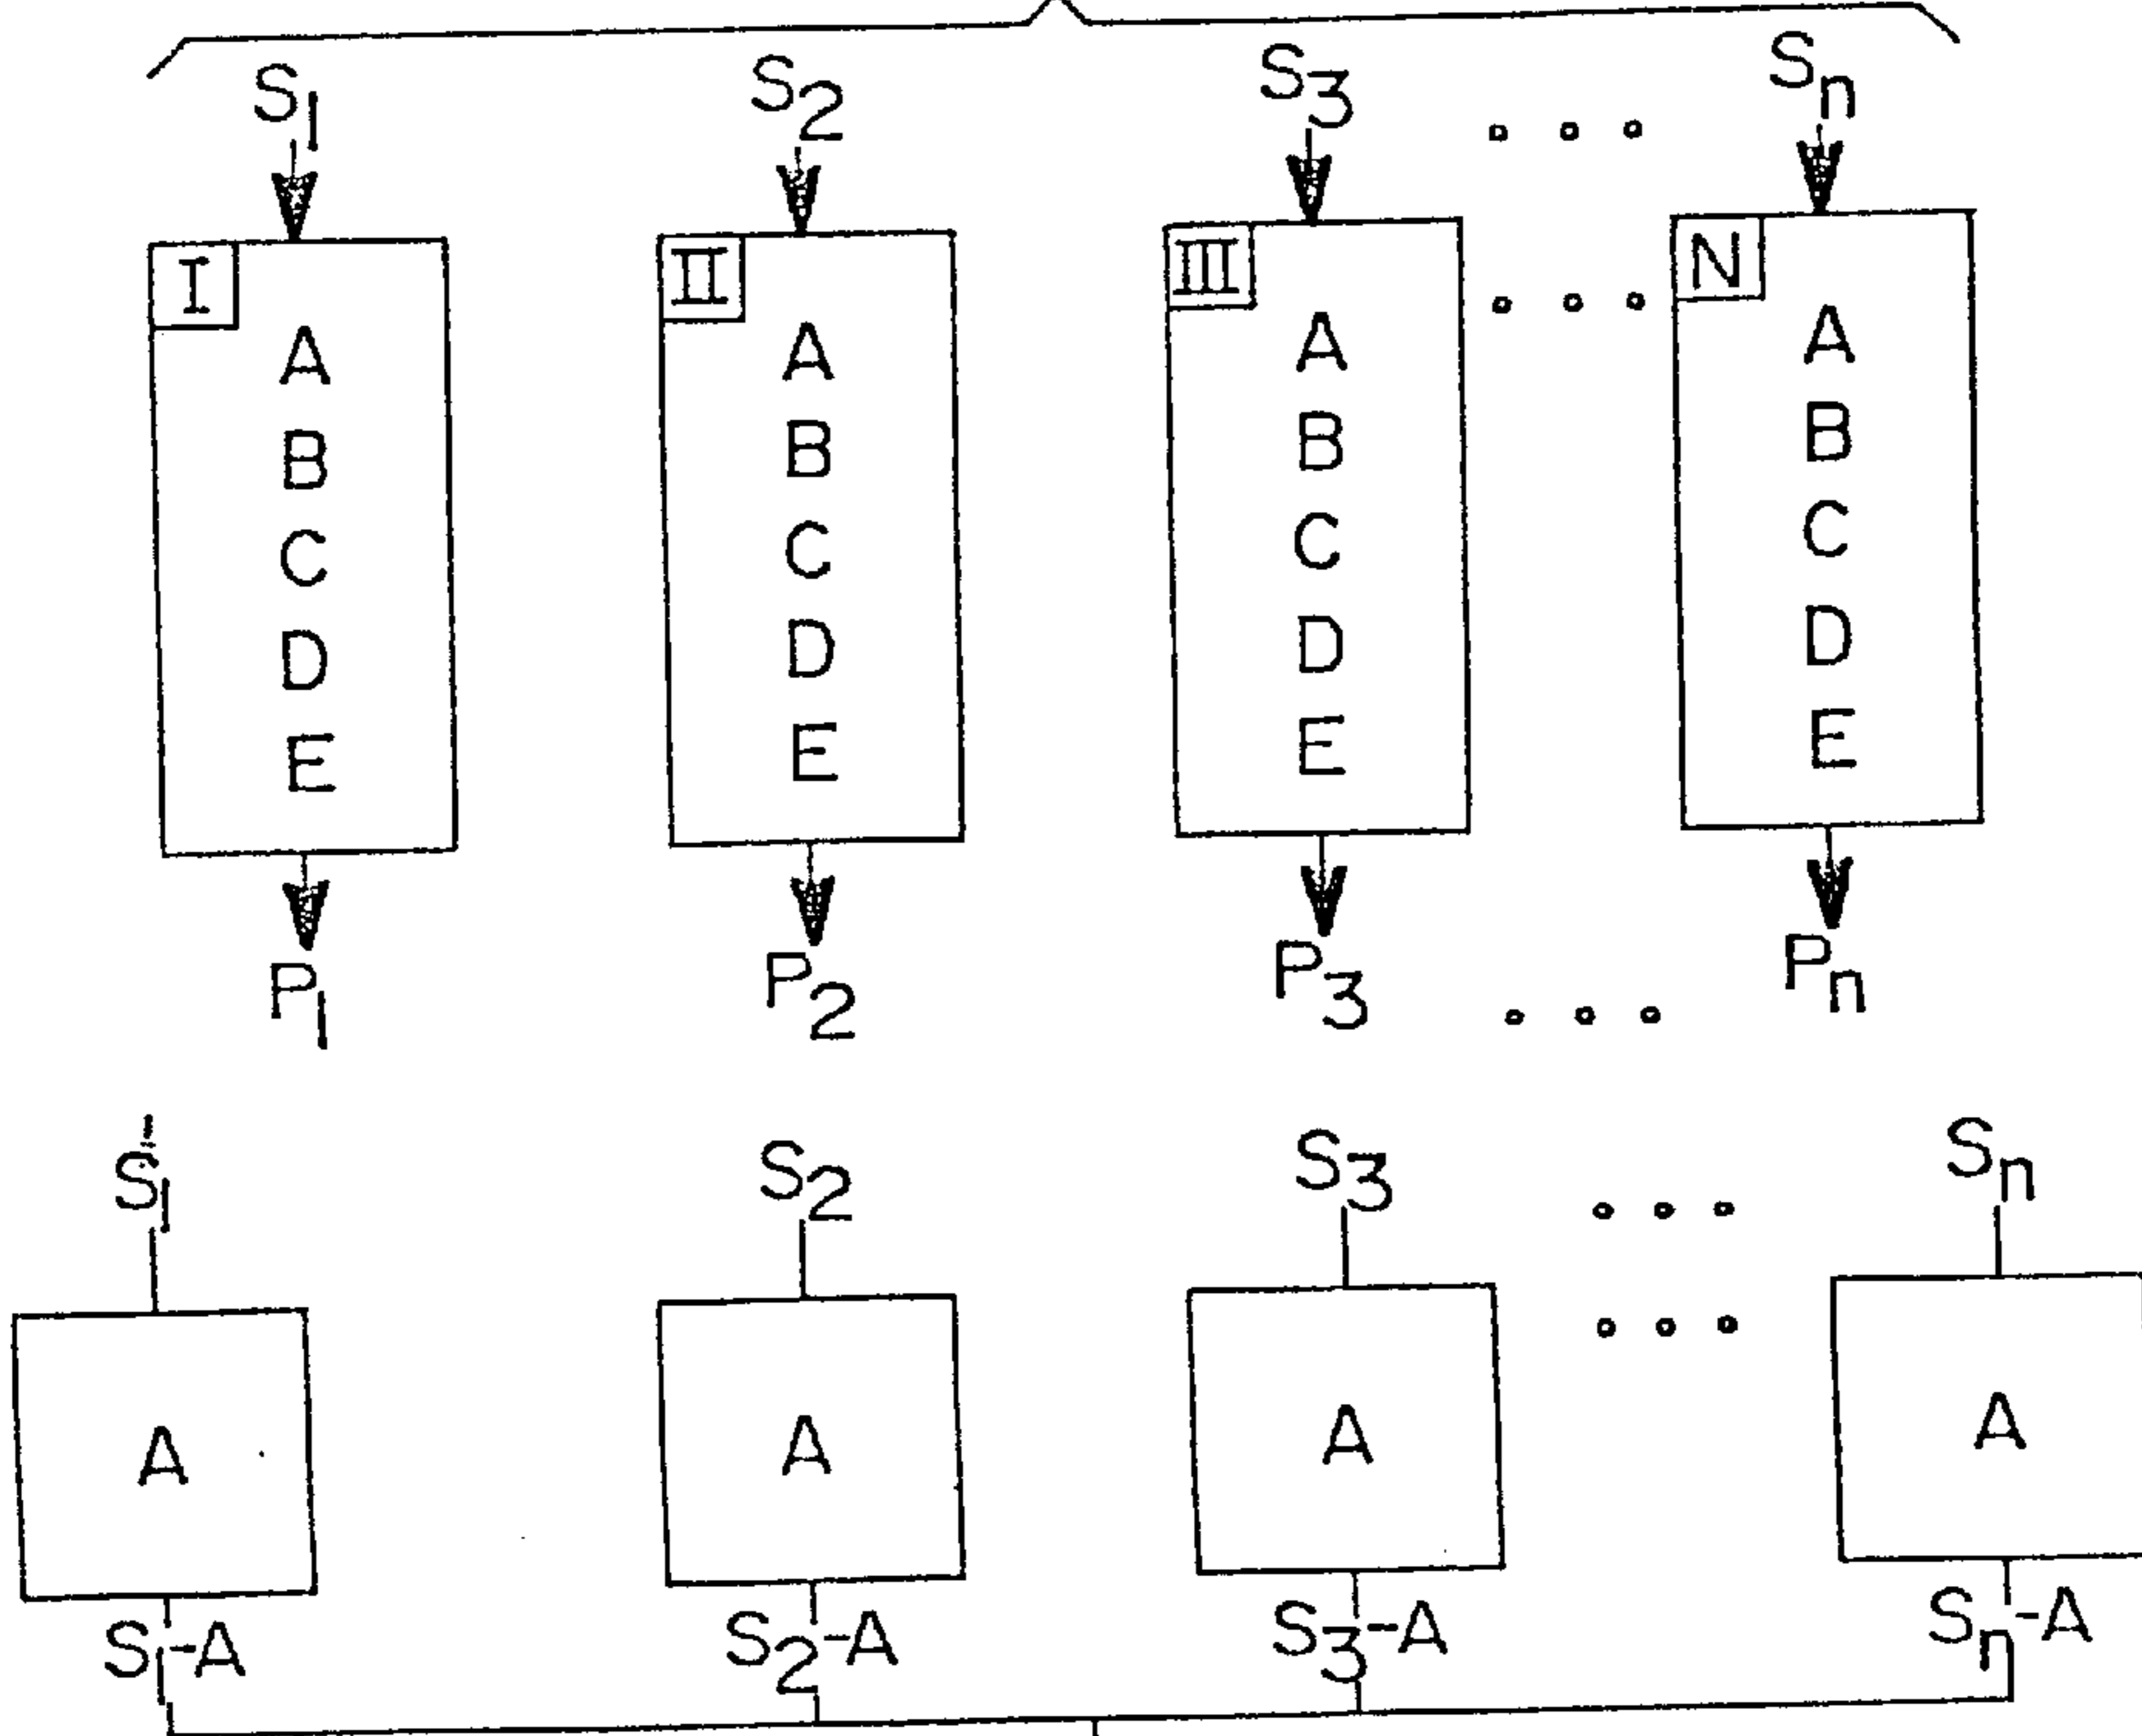 S1 S2 S3 Sn
I II III N
A A A A
B B B B
C C C C
D D D D
E E E E
P1 P2 P3 Pn
S1 S2 S3 Sn
A A A A
S1-A S2-A S3-A Sn-A